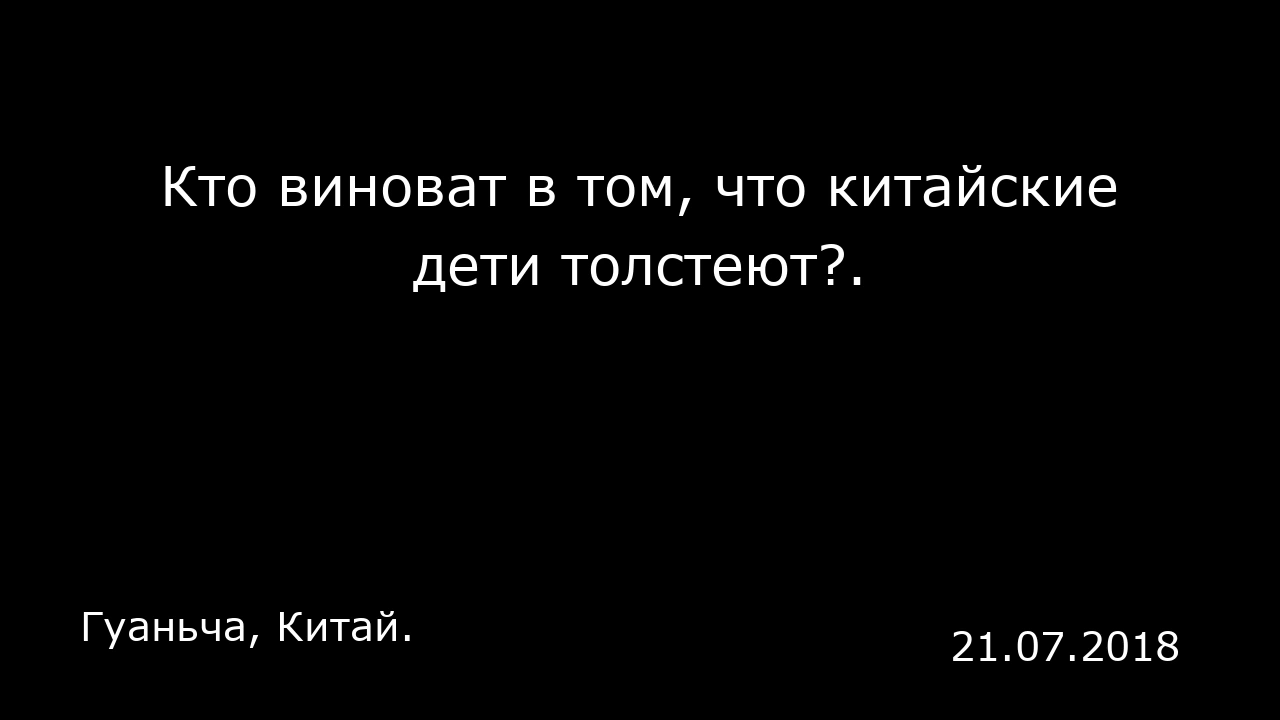 Кто виноват в том, что китайские
дети толстеют?.
Гуаньча, Китай.
21.07.2018